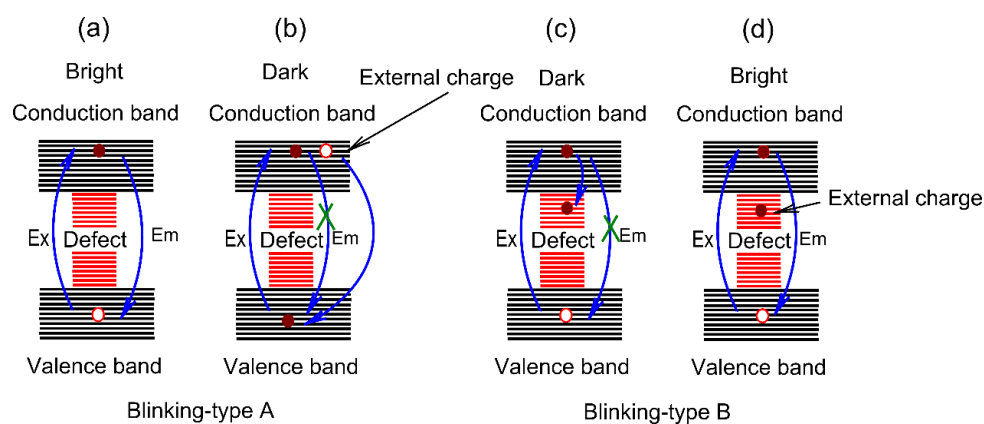 (a)
(b)
(c)
(d)
Bright
Dark
External charge
Dark
Bright
Conduction band
Conduction band
Conduction band
Conduction band
Ex
Defect
Em
Ex
Defect
Em
Ex
Defect
Em
Ex
Defect
Em
External charge
Valence band
Valence band
Valence band
Valence band
Blinking-type A
Blinking-type B